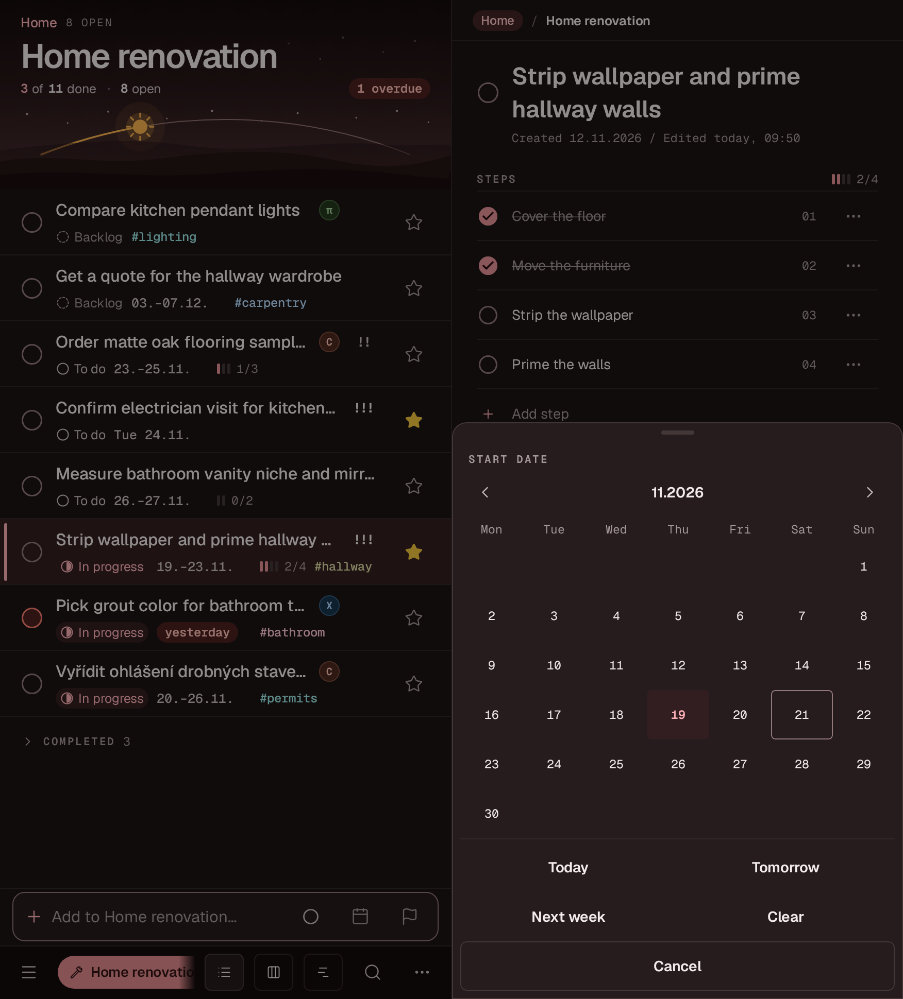 Home 8 OPEN
Home renovation
3 of 11 done · 8 open
1 overdue
Compare kitchen pendant lights π
Backlog #lighting
Get a quote for the hallway wardrobe
Backlog 03.–07.12. #carpentry
Order matte oak flooring sampl… C !!
To do 23.–25.11. 1/3
Confirm electrician visit for kitchen… !!!
To do Tue 24.11.
Measure bathroom vanity niche and mirr…
To do 26.–27.11. 0/2
Strip wallpaper and prime hallway … !!!
In progress 19.–23.11. 2/4 #hallway
Pick grout color for bathroom t… X
In progress yesterday #bathroom
Vyřídit ohlášení drobných stave… C
In progress 20.–26.11. #permits
COMPLETED 3
Add to Home renovation…
Home renovatio
Home / Home renovation
Strip wallpaper and prime
hallway walls
Created 12.11.2026 / Edited today, 09:50
STEPS 2/4
Cover the floor 01
Move the furniture 02
Strip the wallpaper 03
Prime the walls 04
Add step
START DATE
11.2026
Mon Tue Wed Thu Fri Sat Sun
1
2 3 4 5 6 7 8
9 10 11 12 13 14 15
16 17 18 19 20 21 22
23 24 25 26 27 28 29
30
Today Tomorrow
Next week Clear
Cancel